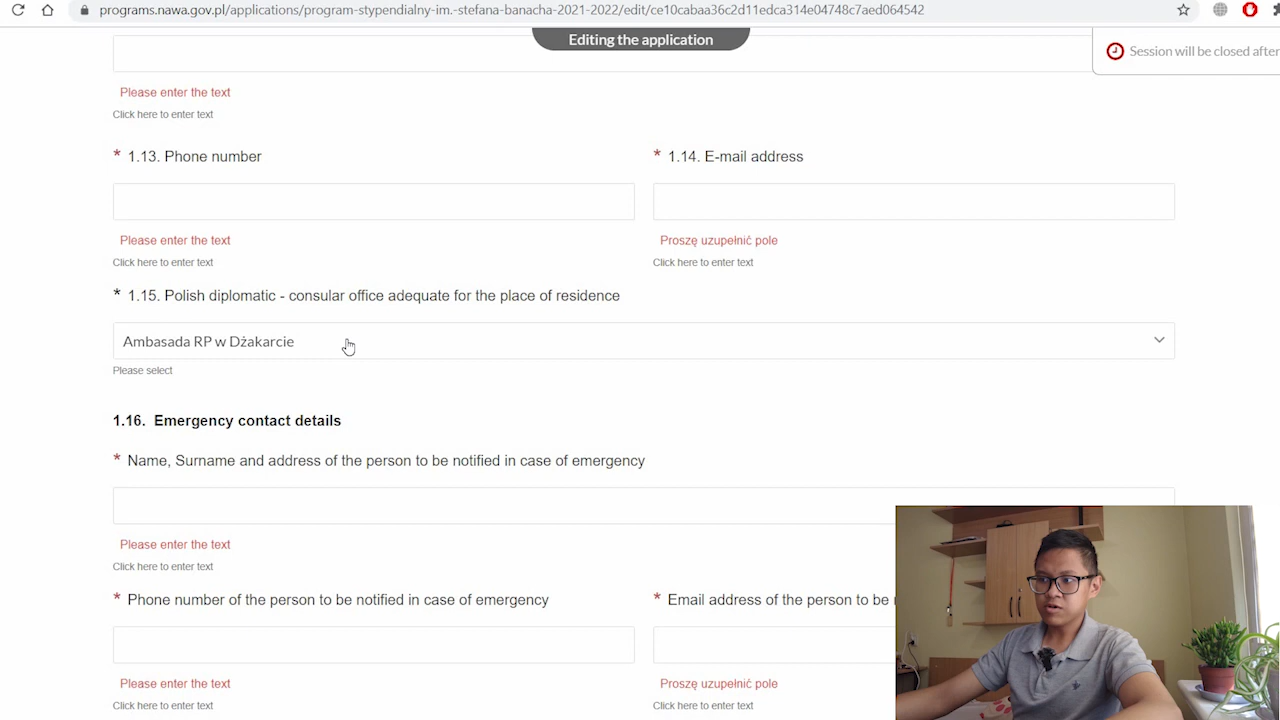 programs.nawa.gov.pl/applications/program-stypendialny-im.-stefana-banacha-2021-2022/edit/ce10cabaa36c2d11edca314e04748c7aed064542
Editing the application
Session will be closed after
Please enter the text
Click here to enter text
* 1.13. Phone number
* 1.14. E-mail address
Please enter the text
Proszę uzupełnić pole
Click here to enter text
Click here to enter text
* 1.15. Polish diplomatic - consular office adequate for the place of residence
Ambasada RP w Dżakarcie
Please select
1.16. Emergency contact details
* Name, Surname and address of the person to be notified in case of emergency
Please enter the text
Click here to enter text
* Phone number of the person to be notified in case of emergency
* Email address of the person to be
Please enter the text
Proszę uzupełnić pole
Click here to enter text
Click here to enter text